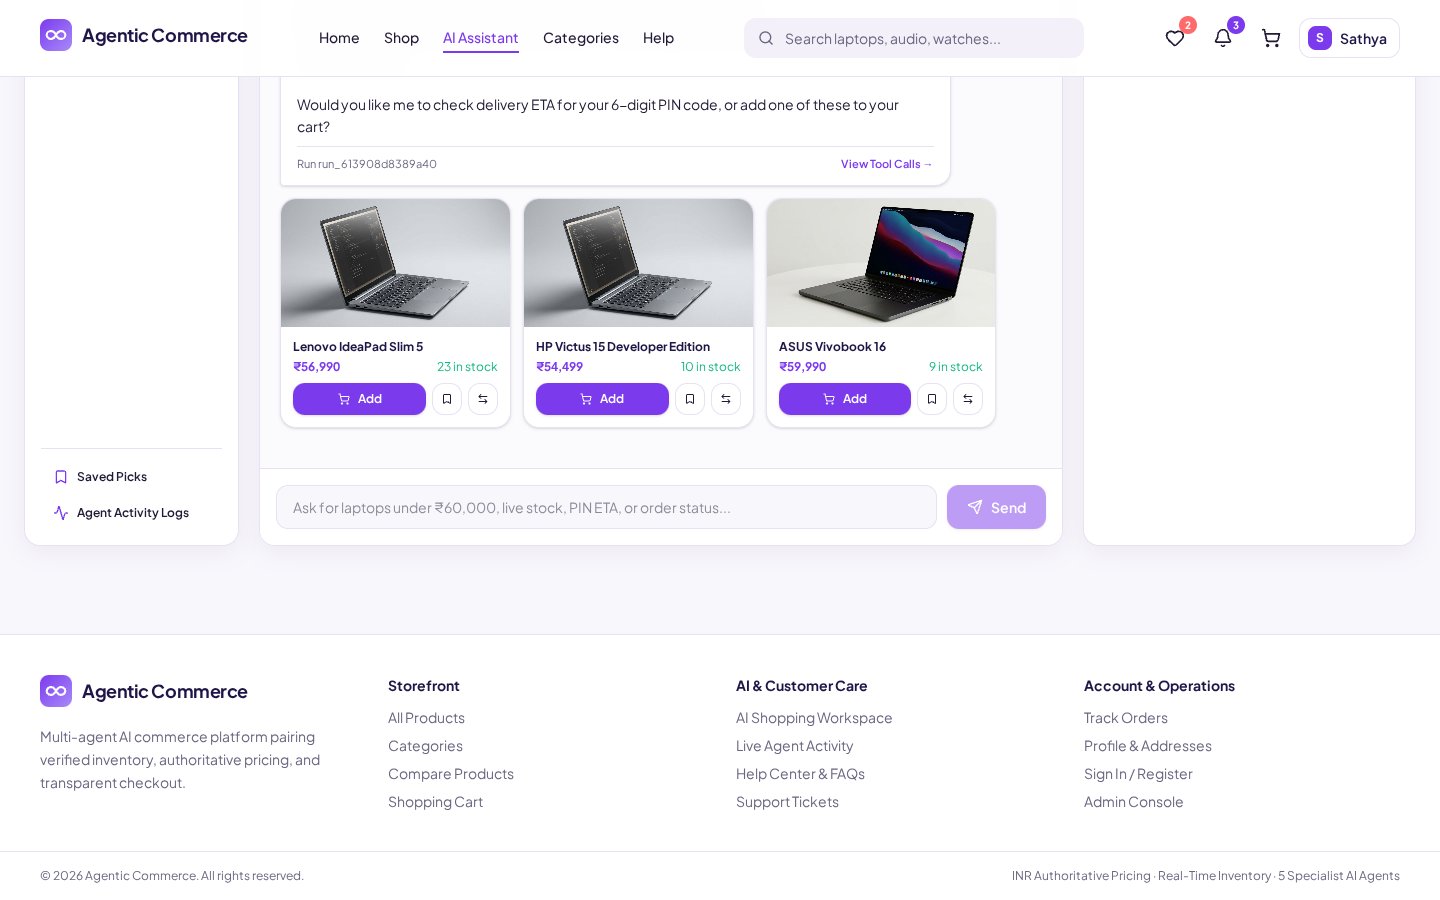 Agentic Commerce
Home
Shop
AI Assistant
Categories
Help
Search laptops, audio, watches...
2
3
S
Sathya
Would you like me to check delivery ETA for your 6-digit PIN code, or add one of these to your
cart?
Run run_613908d8389a40
View Tool Calls →
Lenovo IdeaPad Slim 5
₹56,990
23 in stock
Add
HP Victus 15 Developer Edition
₹54,499
10 in stock
Add
ASUS Vivobook 16
₹59,990
9 in stock
Add
Saved Picks
Agent Activity Logs
Ask for laptops under ₹60,000, live stock, PIN ETA, or order status...
Send
Agentic Commerce
Multi-agent AI commerce platform pairing
verified inventory, authoritative pricing, and
transparent checkout.
Storefront
All Products
Categories
Compare Products
Shopping Cart
AI & Customer Care
AI Shopping Workspace
Live Agent Activity
Help Center & FAQs
Support Tickets
Account & Operations
Track Orders
Profile & Addresses
Sign In / Register
Admin Console
© 2026 Agentic Commerce. All rights reserved.
INR Authoritative Pricing · Real-Time Inventory · 5 Specialist AI Agents